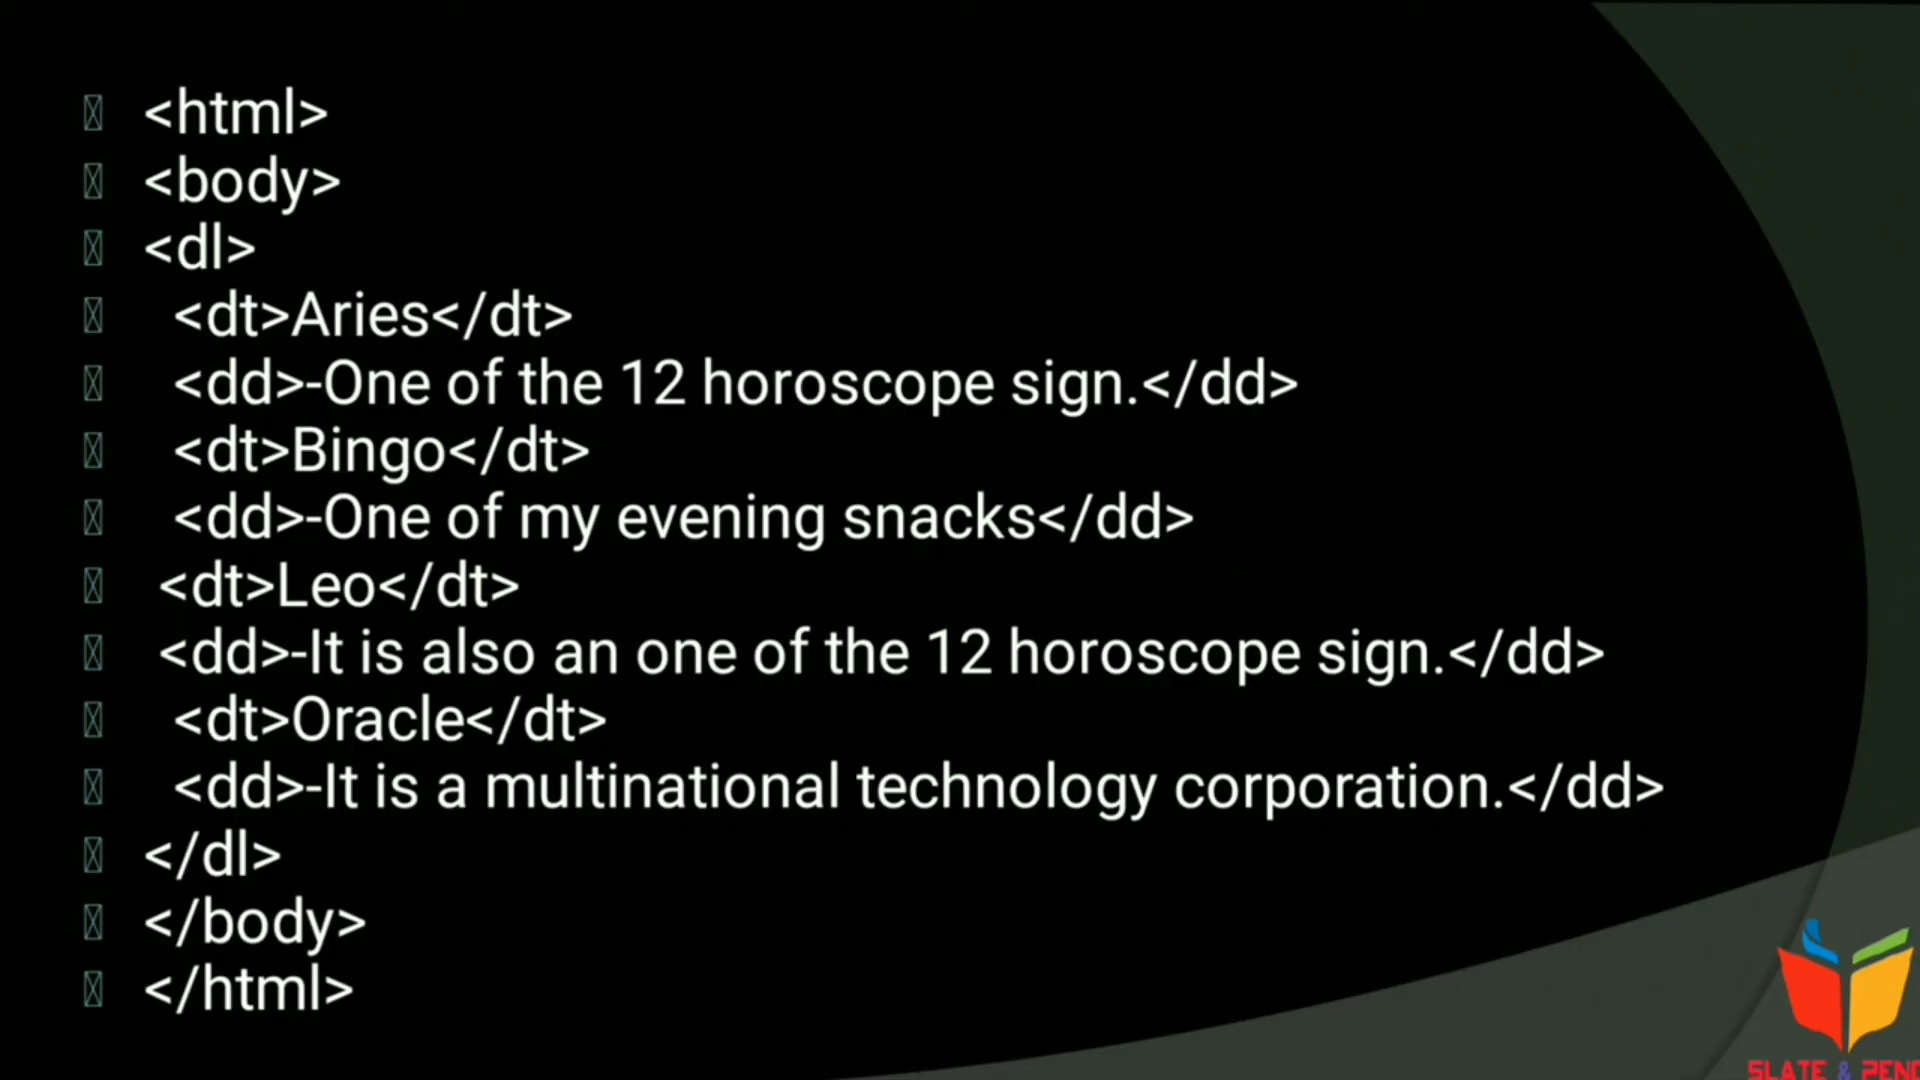 <html>
<body>
<dl>
<dt>Aries</dt>
<dd>-One of the 12 horoscope sign.</dd>
<dt>Bingo</dt>
<dd>-One of my evening snacks</dd>
<dt>Leo</dt>
<dd>-It is also an one of the 12 horoscope sign.</dd>
<dt>Oracle</dt>
<dd>-It is a multinational technology corporation.</dd>
</dl>
</body>
</html>
SLATE &